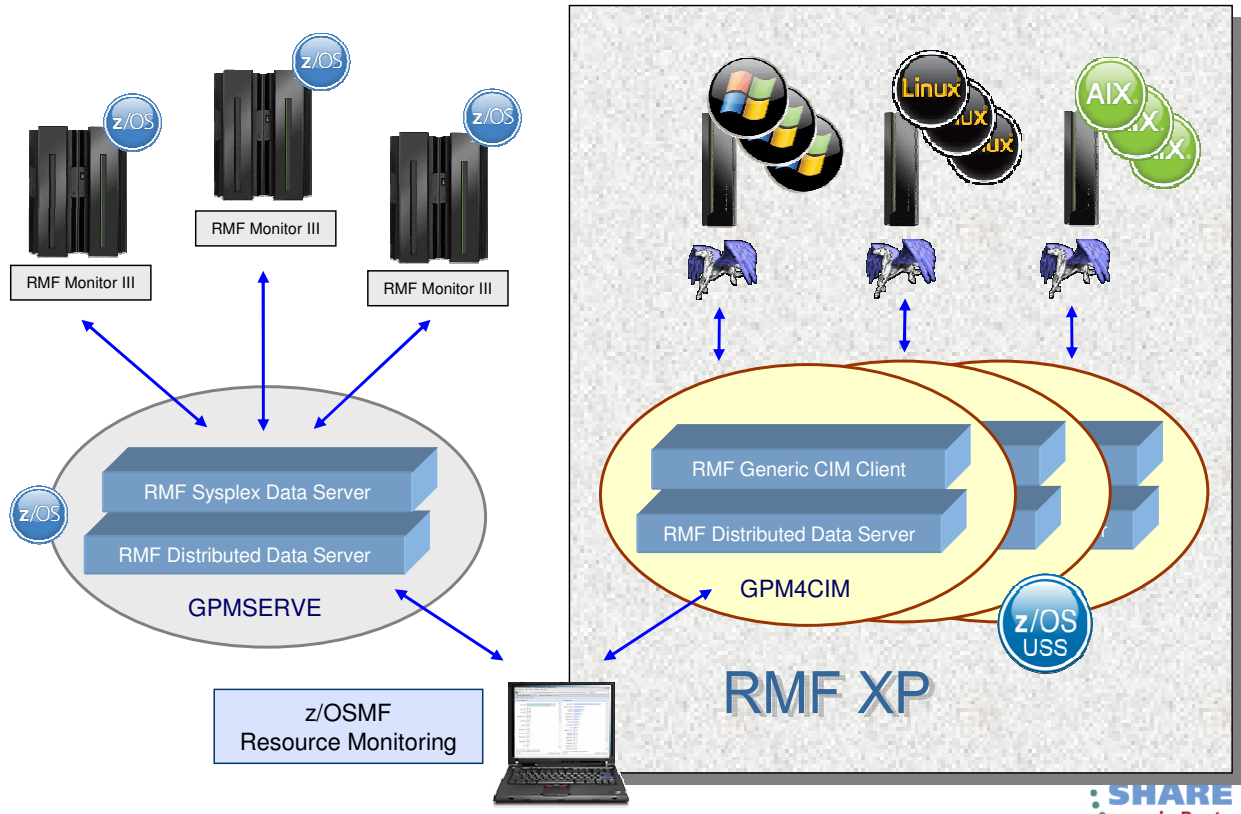 z/OS
z/OS
z/OS
RMF Monitor III
RMF Monitor III
RMF Monitor III
RMF Sysplex Data Server
RMF Distributed Data Server
GPMSERVE
z/OS
z/OSMF
Resource Monitoring
Linux
AIX
RMF Generic CIM Client
RMF Distributed Data Server
GPM4CIM
z/OS
USS
RMF XP
SHARE